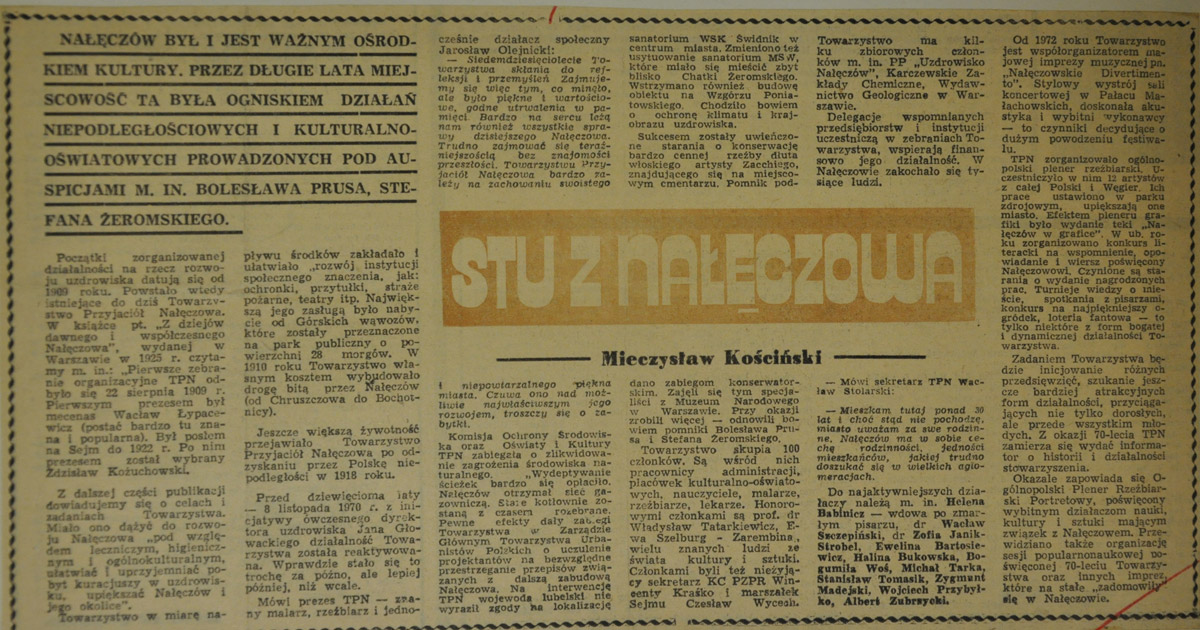 NAŁĘCZÓW BYŁ I JEST WAŻNYM OŚROD-
KIEM KULTURY. PRZEZ DŁUGIE LATA MIEJ-
SCOWOŚĆ TA BYŁA OGNISKIEM DZIAŁAŃ
NIEPODLEGŁOŚCIOWYCH I KULTURALNO-
OŚWIATOWYCH PROWADZONYCH POD AU-
SPICJAMI M. IN. BOLESŁAWA PRUSA, STE-
FANA ŻEROMSKIEGO.
STU Z NAŁĘCZOWA
Mieczysław Kościński
Początki zorganizowanej
działalności na rzecz rozwo-
ju uzdrowiska datują się od
1909 roku. Powstało wtedy
istniejące do dziś Towarzy-
stwo Przyjaciół Nałęczowa.
W książce pt. „Z dziejów
dawnego i współczesnego
Nałęczowa”, wydanej w
Warszawie w 1925 r. czyta-
my m. in.: „Pierwsze zebra-
nie organizacyjne TPN od-
było się 22 sierpnia 1909 r.
Pierwszym prezesem był
mecenas Wacław Łypace-
wicz (postać bardzo tu zna-
na i popularna). Był posłem
na Sejm do 1922 r. Po nim
prezesem został wybrany
Zdzisław Kożuchowski.
Z dalszej części publikacji
dowiadujemy się o celach i
zadaniach Towarzystwa.
Miało ono dążyć do rozwo-
ju Nałęczowa „pod wzglę-
dem leczniczym, higienicz-
nym i ogólnokulturalnym,
ułatwiać i uprzyjemniać po-
byt kuracjuszy w uzdrowis-
ku, upiększać Nałęczów i
jego okolice”.
Towarzystwo w miarę na-
pływu środków zakładało i
ułatwiało „rozwój instytucji
społecznego znaczenia, jak:
ochronki, przytułki, straże
pożarne, teatry itp. Najwięk-
szą jego zasługą było naby-
cie od Górskich wąwozów,
które zostały przeznaczone
na park publiczny o po-
wierzchni 28 morgów. W
1910 roku Towarzystwo wła-
snym kosztem wybudowało
drogę bitą przez Nałęczów
(od Chruszczowa do Bochot-
nicy).
Jeszcze większą żywotność
przejawiało Towarzystwo
Przyjaciół Nałęczowa po od-
zyskaniu przez Polskę nie-
podległości w 1918 roku.
Przed dziewięcioma laty
— 8 listopada 1970 r. z ini-
cjatywy ówczesnego dyrek-
tora uzdrowiska Jana Gło-
wackiego działalność Towa-
rzystwa została reaktywowa-
na. Wprawdzie stało się to
trochę za późno, ale lepiej
później, niż wcale.
Mówi prezes TPN — zna-
ny malarz, rzeźbiarz i jedno-
cześnie działacz społeczny
Jarosław Olejnicki:
— Siedemdziesięciolecie To-
warzystwa skłania do ref-
leksji i przemyśleń Zajmuje-
my się więc tym, co minęło,
ale było piękne i wartościo-
we, godne utrwalenia w pa-
mięci. Bardzo na sercu leżą
nam również wszystkie spra-
wy dzisiejszego Nałęczowa.
Trudno zajmować się teraź-
niejszością bez znajomości
przeszłości. Towarzystwu Przy-
jaciół Nałęczowa bardzo za-
leży na zachowaniu swoistego
i niepowtarzalnego piękna
miasta. Czuwa ono nad moż-
liwie najwłaściwszym jego
rozwojem, troszczy się o za-
bytki.
Komisja Ochrony Środowis-
ka oraz Oświaty i Kultury
TPN zabiegła o zlikwidowa-
nie zagrożenia środowiska na-
turalnego. „Wydeptywanie
ścieżek bardzo się opłaciło.
Nałęczów otrzymał sieć ga-
zowniczą. Stare kotłownie zo-
staną z czasem rozebrane.
Pewne efekty dały zabiegi
Towarzystwa w Zarządzie
Głównym Towarzystwa Urba-
nistów Polskich o uczulenie
projektantów na bezwzględne
przestrzeganie przepisów zwią-
zanych z dalszą zabudową
Nałęczowa. Na interwencję
TPN wojewoda lubelski nie
wyraził zgody na lokalizację
sanatorium WSK Świdnik w
centrum miasta. Zmieniono też
usytuowanie sanatorium MSW,
które miało się mieścić zbyt
blisko Chatki Żeromskiego.
Wstrzymano również budowę
obiektu na Wzgórzu Ponia-
towskiego. Chodziło bowiem
o ochronę klimatu i kraj-
obrazu uzdrowiska.
Sukcesem zostały uwieńczo-
ne starania o konserwację
bardzo cennej rzeźby dłuta
włoskiego artysty Zacchiego,
znajdującego się na miejsco-
wym cmentarzu. Pomnik pod-
dano zabiegom konserwator-
skim. Zajęli się tym specja-
liści z Muzeum Narodowego
w Warszawie. Przy okazji
zrobili więcej — odnowili bo-
wiem pomniki Bolesława Pru-
sa i Stefana Żeromskiego.
Towarzystwo skupia 100
członków. Są wśród nich
pracownicy administracji,
placówek kulturalno-oświato-
wych, nauczyciele, malarze,
rzeźbiarze, lekarze. Honoro-
wymi członkami są prof. dr
Władysław Tatarkiewicz, E-
wa Szelburg - Zarembina,
wielu znanych ludzi ze
świata kultury i sztuki.
Członkami byli też nieżyją-
cy sekretarz KC PZPR Win-
centy Kraśko i marszałek
Sejmu Czesław Wycech.
Towarzystwo ma kil-
ku zbiorowych człon-
ków m. in. PP „Uzdrowisko
Nałęczów”, Karczewskie Za-
kłady Chemiczne, Wydaw-
nictwo Geologiczne w War-
szawie.
Delegacje wspomnianych
przedsiębiorstw i instytucji
uczestniczą w zebraniach To-
warzystwa, wspierają finan-
sowo jego działalność. W
Nałęczowie zakochało się ty-
siące ludzi.
— Mówi sekretarz TPN Wac-
ław Stolarski:
— Mieszkam tutaj ponad 30
lat i choć stąd nie pochodzę,
miasto uważam za swe rodzin-
ne. Nałęczów ma w sobie ce-
chę rodzinności, jedności
mieszkańców, jakiej trudno
doszukać się w wielkich aglo-
meracjach.
Do najaktywniejszych dzia-
łaczy należą m. in. Helena
Babinicz — wdowa po zmar-
łym pisarzu, dr Wacław
Szczepiński, dr Zofia Janik-
Strobel, Ewelina Bartosie-
wicz, Halina Bukowska, Bo-
gumiła Woś, Michał Tarka,
Stanisław Tomasik, Zygmunt
Madejski, Wojciech Przybył-
ko, Albert Zubrzycki.
Od 1972 roku Towarzystwo
jest współorganizatorem ma-
jowej imprezy muzycznej pn.
„Nałęczowskie Divertimen-
to”. Stylowy wystrój sali
koncertowej w Pałacu Ma-
łachowskich, doskonała aku-
styka i wybitni wykonawcy
— to czynniki decydujące o
dużym powodzeniu festiwa-
lu.
TPN zorganizowało ogólno-
polski plener rzeźbiarski. U-
czestniczyło w nim 12 artystów
z całej Polski i Węgier. Ich
prace ustawiono w parku
zdrojowym, upiększają one
miasto. Efektem pleneru gra-
fiki było wydanie teki „Na-
łęczów w grafice”. W ub. ro-
ku zorganizowano konkurs li-
teracki na wspomnienie, opo-
wiadanie i wiersz poświęcony
Nałęczowowi. Czynione są sta-
rania o wydanie nagrodzonych
prac. Turnieje wiedzy o mie-
ście, spotkania z pisarzami,
konkurs na najpiękniejszy o-
gródek, loteria fantowa — to
tylko niektóre z form bogatej
i dynamicznej działalności To-
warzystwa.
Zadaniem Towarzystwa bę-
dzie inicjowanie różnych
przedsięwzięć, szukanie jesz-
cze bardziej atrakcyjnych
form działalności, przyciąga-
jących nie tylko dorosłych,
ale przede wszystkim mło-
dych. Z okazji 70-lecia TPN
zamierza się wydać informa-
tor o historii i działalności
stowarzyszenia.
Okazale zapowiada się O-
gólnopolski Plener Rzeźbiar-
ski Portretowy, poświęcony
wybitnym działaczom nauki,
kultury i sztuki mającym
związek z Nałęczowem. Prze-
widziano także organizację
sesji popularnonaukowej po-
święconej 70-leciu Towarzy-
stwa oraz innych imprez,
które na stałe „zadomowiły”
się w Nałęczowie.